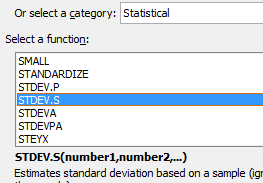 Or select a category: Statistical
Select a function:
SMALL
STANDARDIZE
STDEV.P
STDEV.S
STDEVA
STDEVPA
STEYX
STDEV.S(number1,number2,...)
Estimates standard deviation based on a sample (ign